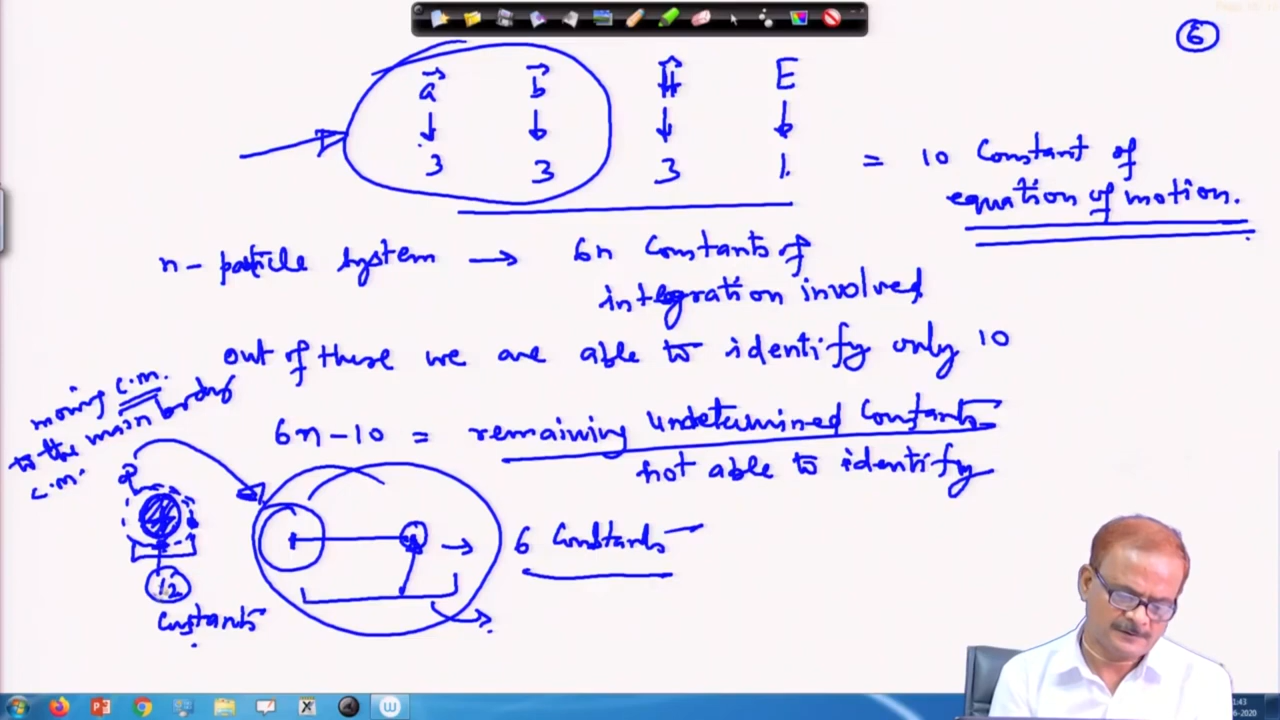 6
a⃗ b⃗ H⃗ E
↓ ↓ ↓ ↓
3 3 3 1 = 10 Constant of
equation of motion.
n - particle system → 6n Constants of
integration involved
out of these we are able to identify only 10
6n - 10 = remaining undetermined Constants
not able to identify
moving C.M.
to the main body
C.M.
12
Constants
6 Constants